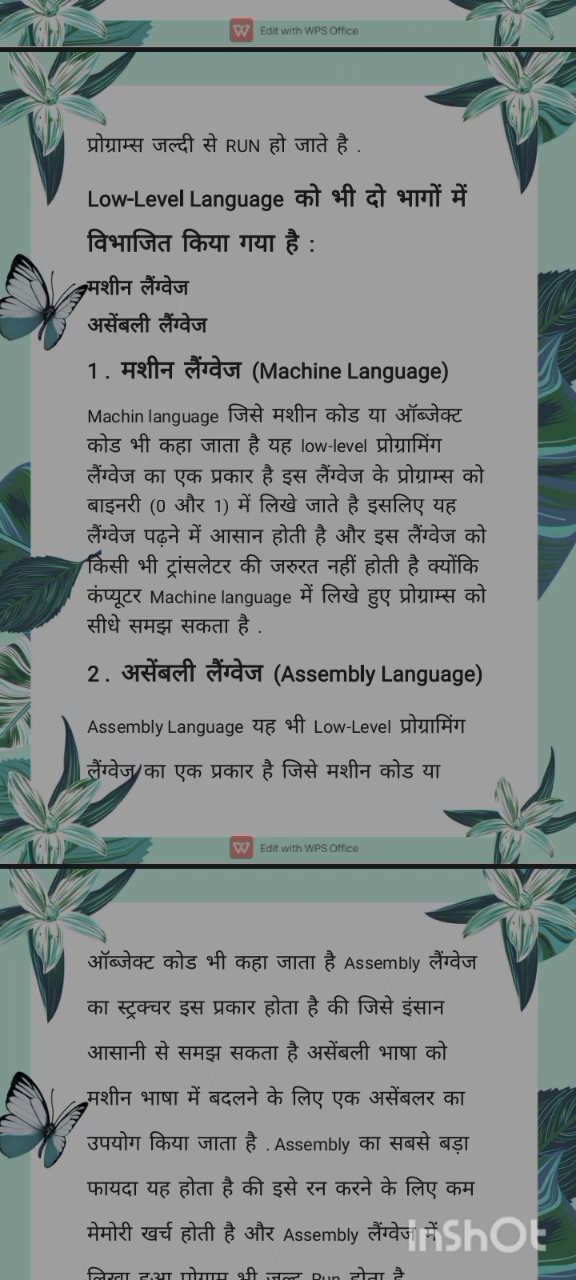 Edit with WPS Office
प्रोग्राम्स जल्दी से RUN हो जाते है .
Low-Level Language को भी दो भागों में
विभाजित किया गया है :
मशीन लैंग्वेज
असेंबली लैंग्वेज
1. मशीन लैंग्वेज (Machine Language)
Machin language जिसे मशीन कोड या ऑब्जेक्ट
कोड भी कहा जाता है यह low-level प्रोग्रामिंग
लैंग्वेज का एक प्रकार है इस लैंग्वेज के प्रोग्राम्स को
बाइनरी (0 और 1) में लिखे जाते है इसलिए यह
लैंग्वेज पढ़ने में आसान होती है और इस लैंग्वेज को
किसी भी ट्रांसलेटर की जरुरत नहीं होती है क्योंकि
कंप्यूटर Machine language में लिखे हुए प्रोग्राम्स को
सीधे समझ सकता है .
2. असेंबली लैंग्वेज (Assembly Language)
Assembly Language यह भी Low-Level प्रोग्रामिंग
लैंग्वेज का एक प्रकार है जिसे मशीन कोड या
Edit with WPS Office
ऑब्जेक्ट कोड भी कहा जाता है Assembly लैंग्वेज
का स्ट्रक्चर इस प्रकार होता है की जिसे इंसान
आसानी से समझ सकता है असेंबली भाषा को
मशीन भाषा में बदलने के लिए एक असेंबलर का
उपयोग किया जाता है . Assembly का सबसे बड़ा
फायदा यह होता है की इसे रन करने के लिए कम
मेमोरी खर्च होती है और Assembly लैंग्वेज में
लिखा हुआ प्रोग्राम भी जल्द Run होता है
InShOt